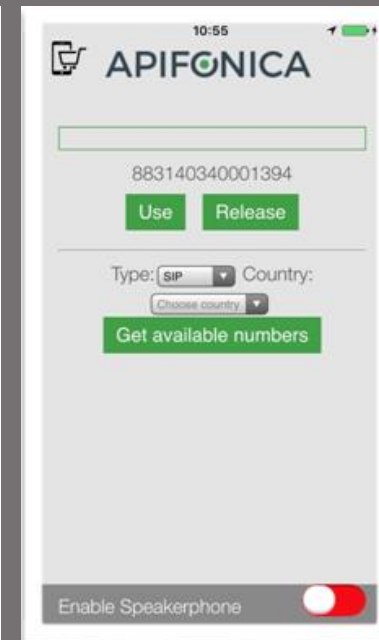 10:55
APIFONICA
883140340001394
Use Release
Type: SIP Country:
Choose country
Get available numbers
Enable Speakerphone